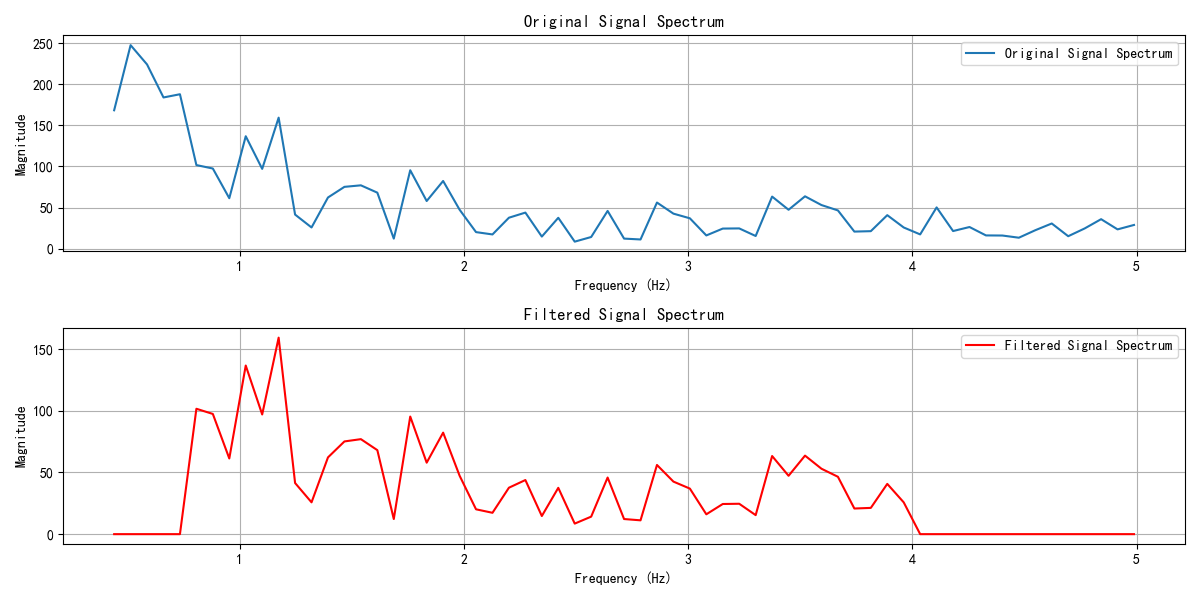 Original Signal Spectrum
Original Signal Spectrum
Magnitude
250
200
150
100
50
0
1
2
3
4
5
Frequency (Hz)
Filtered Signal Spectrum
Filtered Signal Spectrum
Magnitude
150
100
50
0
1
2
3
4
5
Frequency (Hz)